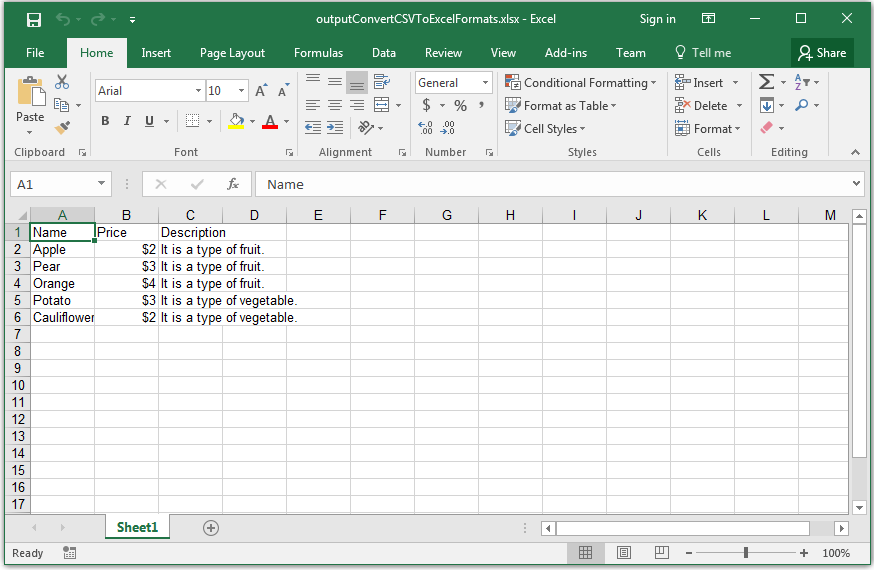 outputConvertCSVToExcelFormats.xlsx - Excel Sign in
File Home Insert Page Layout Formulas Data Review View Add-ins Team Tell me Share
Paste
Clipboard
Arial 10 A A
B I U A
Font
Alignment
General
$ % ,
.00 .00
Number
Conditional Formatting
Format as Table
Cell Styles
Styles
Insert
Delete
Format
Cells
Σ A Z
Editing
A1 fx Name
A B C D E F G H I J K L M
1 Name Price Description
2 Apple $2 It is a type of fruit.
3 Pear $3 It is a type of fruit.
4 Orange $4 It is a type of fruit.
5 Potato $3 It is a type of vegetable.
6 Cauliflower $2 It is a type of vegetable.
7
8
9
10
11
12
13
14
15
16
17
Sheet1
Ready 100%